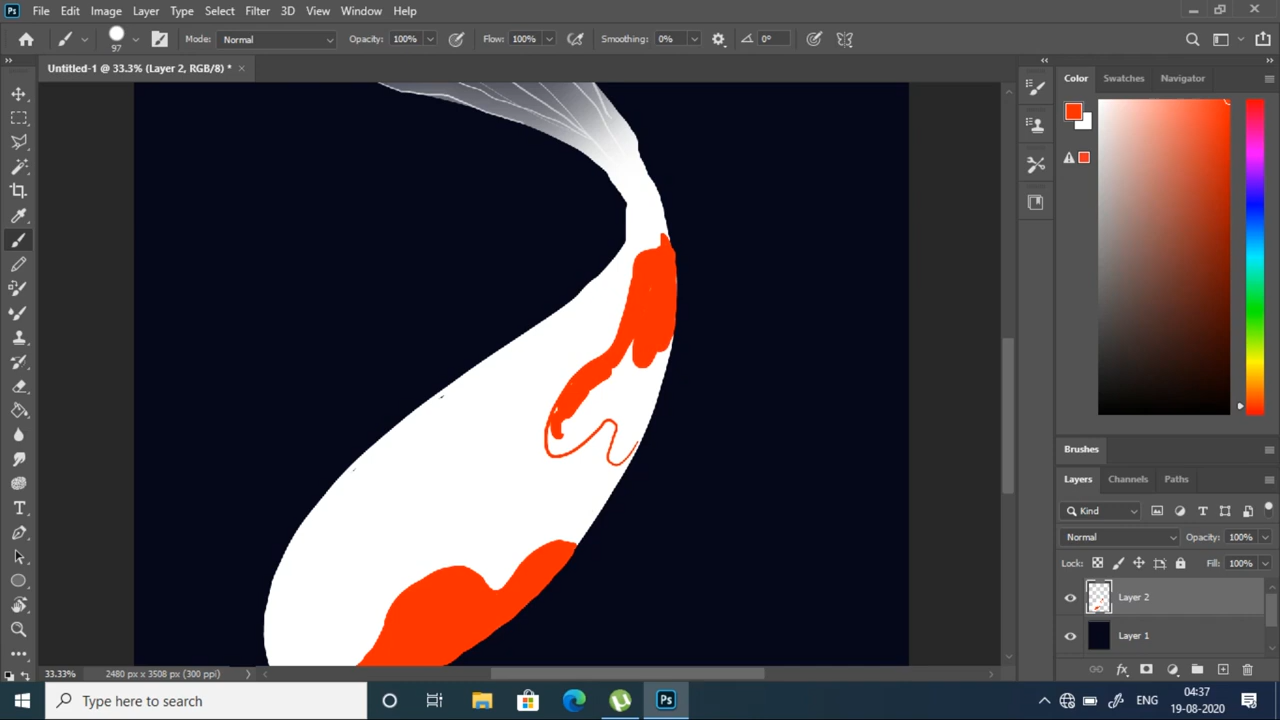 Ps File Edit Image Layer Type Select Filter 3D View Window Help
97 Mode: Normal Opacity: 100% Flow: 100% Smoothing: 0% 0°
Untitled-1 @ 33.3% (Layer 2, RGB/8) *
Color Swatches Navigator
Brushes
Layers Channels Paths
Kind
Normal Opacity: 100%
Lock: Fill: 100%
Layer 2
Layer 1
33.33% 2480 px x 3508 px (300 ppi)
Type here to search
Ps
ENG
04:37
19-08-2020